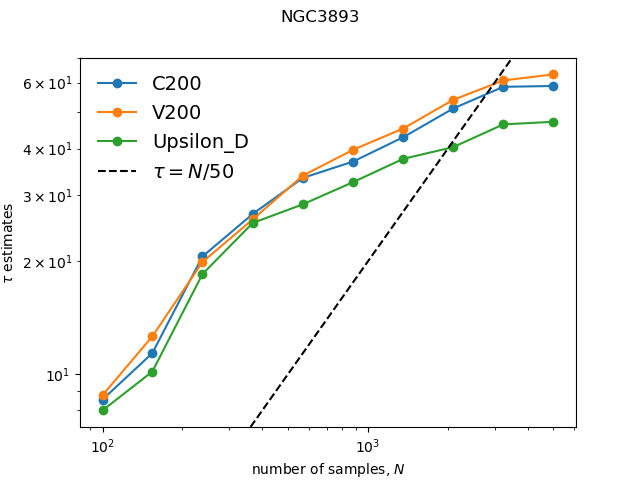 NGC3893
C200
V200
Upsilon_D
τ = N/50
6 × 10¹
4 × 10¹
3 × 10¹
2 × 10¹
10¹
τ estimates
10² 10³
number of samples, N